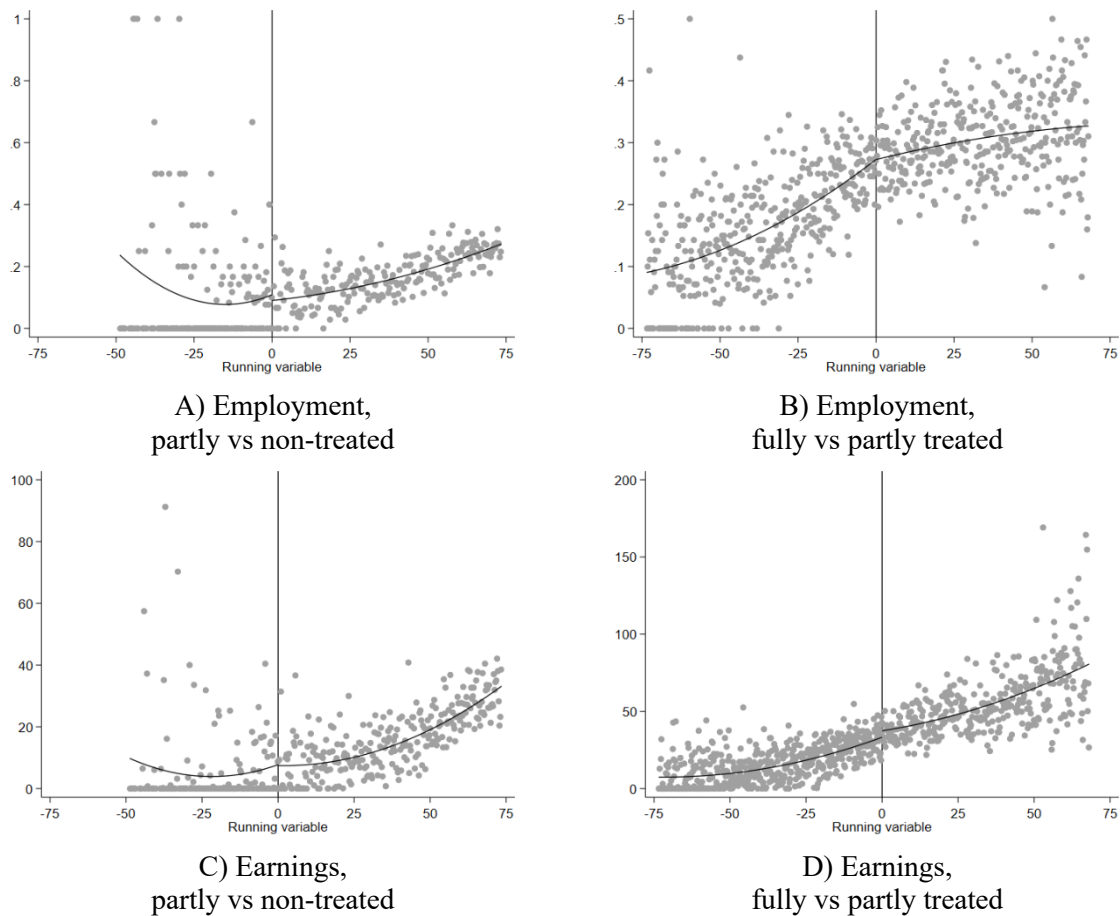 1
.8
.6
.4
.2
0
-75 -50 -25 0 25 50 75
Running variable
A) Employment,
partly vs non-treated
.5
.4
.3
.2
.1
0
-75 -50 -25 0 25 50 75
Running variable
B) Employment,
fully vs partly treated
100
80
60
40
20
0
-75 -50 -25 0 25 50 75
Running variable
C) Earnings,
partly vs non-treated
200
150
100
50
0
-75 -50 -25 0 25 50 75
Running variable
D) Earnings,
fully vs partly treated